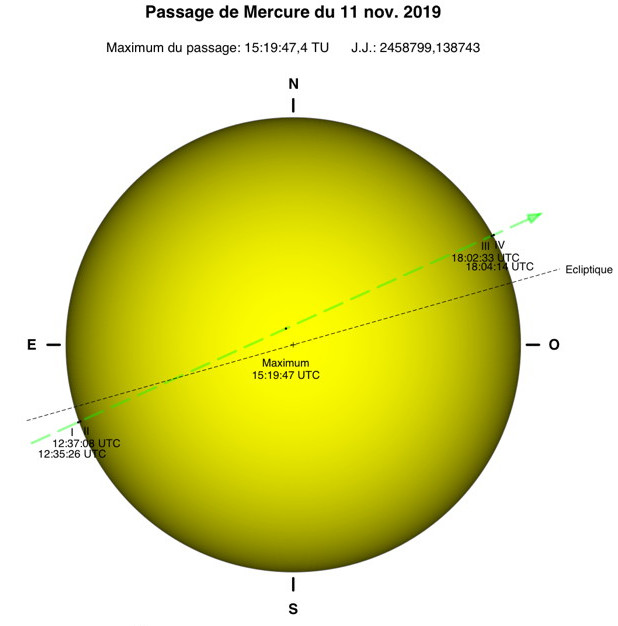 Passage de Mercure du 11 nov. 2019
Maximum du passage: 15:19:47,4 TU J.J.: 2458799,138743
N
III IV
18:02:33 UTC
18:04:14 UTC
Ecliptique
E
O
Maximum
15:19:47 UTC
I II
12:37:08 UTC
12:35:26 UTC
S